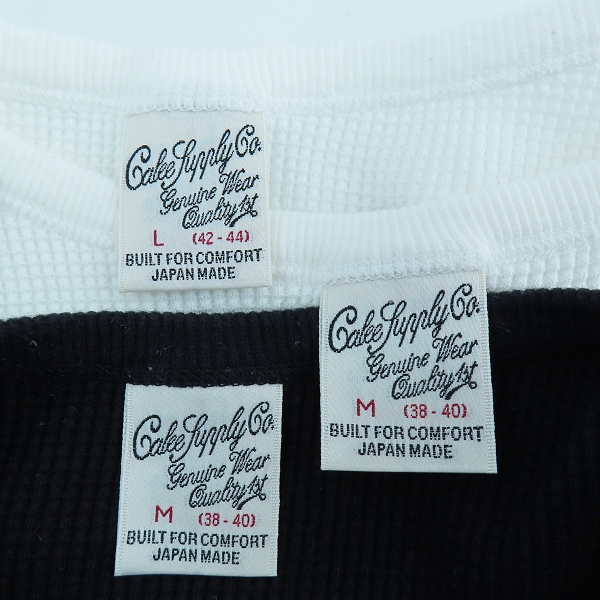 Calee Supply Co.
Genuine Wear
Quality 1st
L (42-44)
BUILT FOR COMFORT
JAPAN MADE
Calee Supply Co.
Genuine Wear
Quality 1st
M (38-40)
BUILT FOR COMFORT
JAPAN MADE
Calee Supply Co.
Genuine Wear
Quality 1st
M (38-40)
BUILT FOR COMFORT
JAPAN MADE